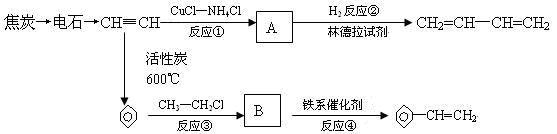 焦炭→电石→CH≡CH CuCl—NH₄Cl 反应① A H₂反应② 林德拉试剂 CH₂=CH—CH=CH₂
活性炭
600℃
CH₃—CH₂Cl 反应③ B 铁系催化剂 反应④ —CH=CH₂